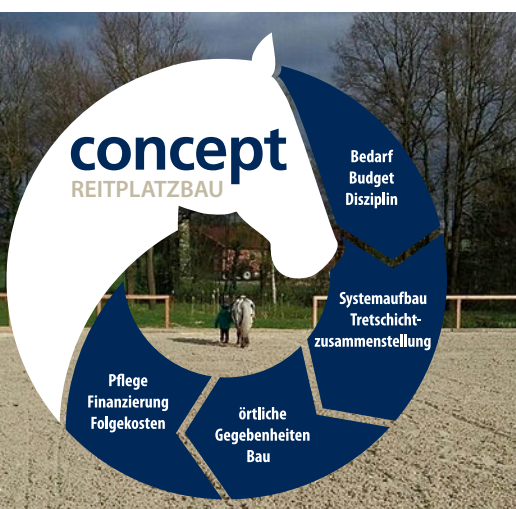 concept
REITPLATZBAU
Bedarf
Budget
Disziplin
Systemaufbau
Tretschicht-
zusammenstellung
örtliche
Gegebenheiten
Bau
Pflege
Finanzierung
Folgekosten